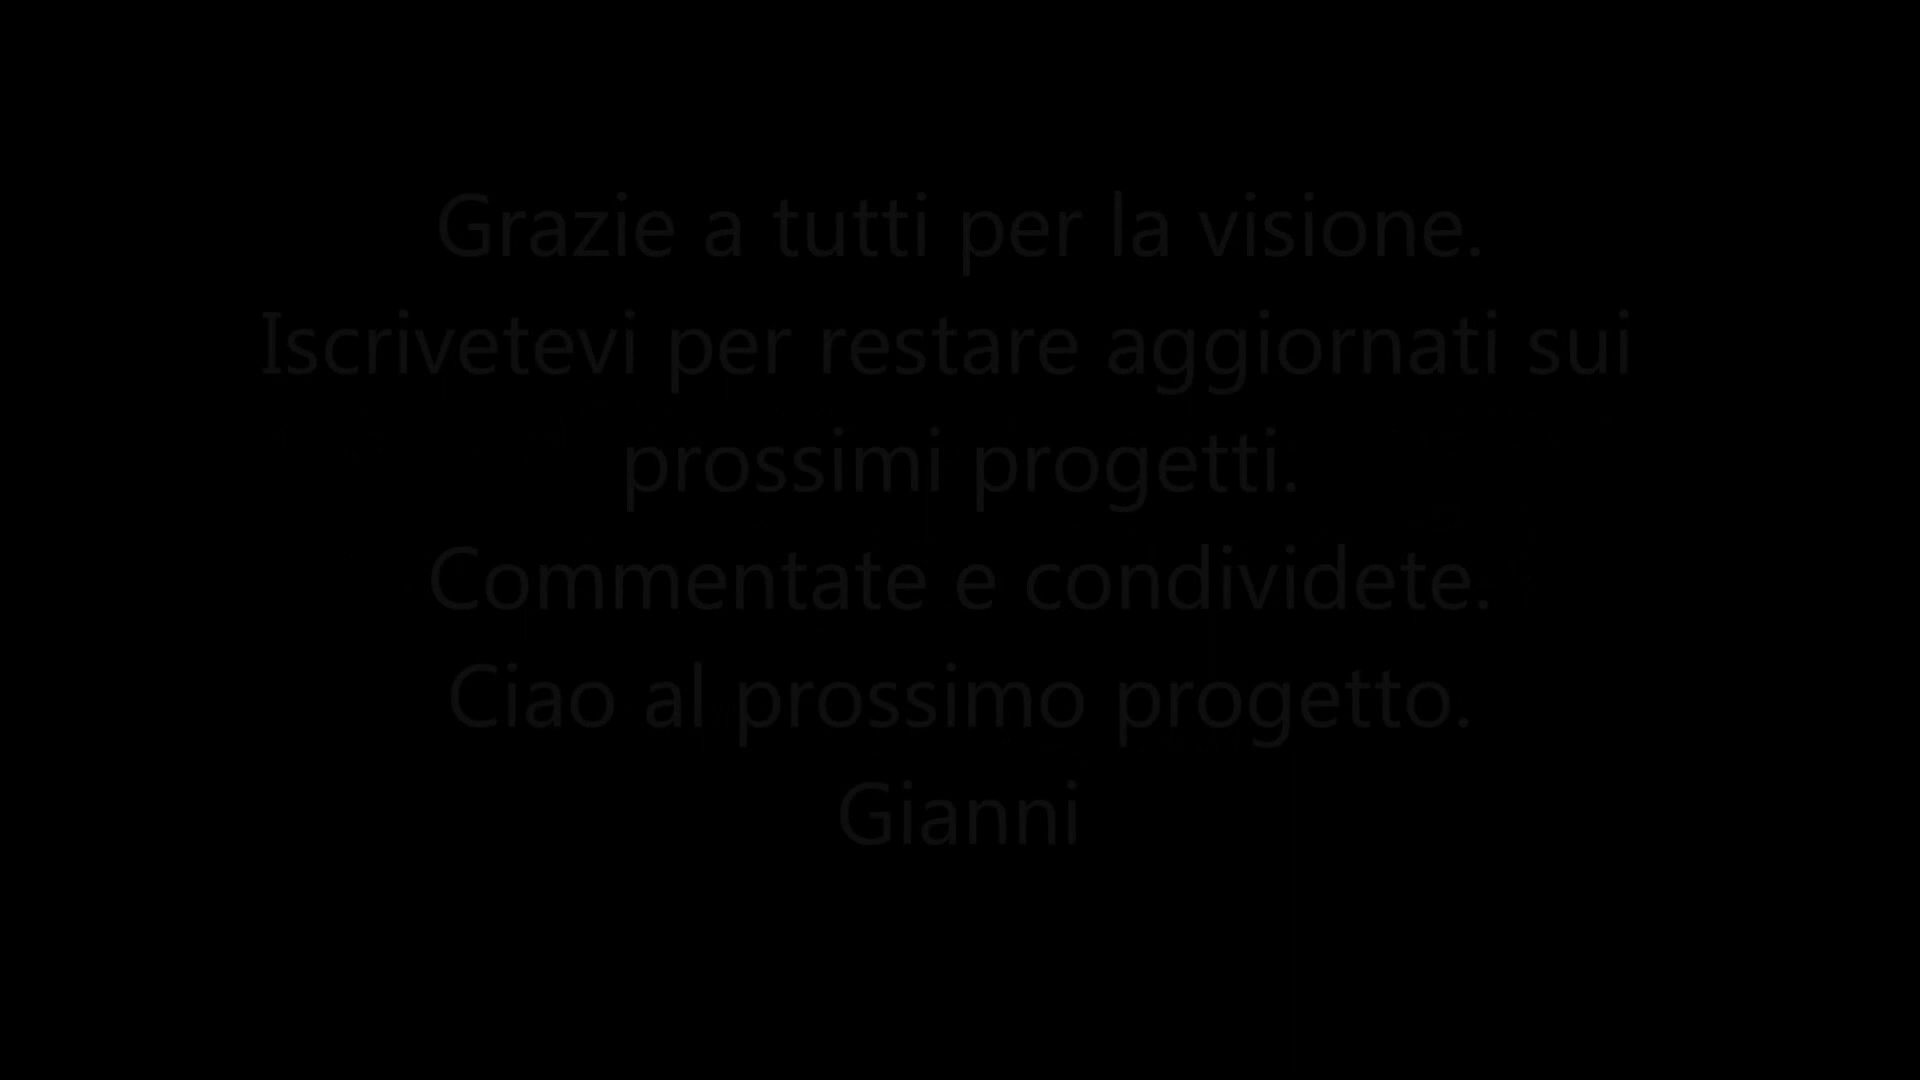 Grazie a tutti per la visione.
Iscrivetevi per restare aggiornati sui
prossimi progetti.
Commentate e condividete.
Ciao al prossimo progetto.
Gianni